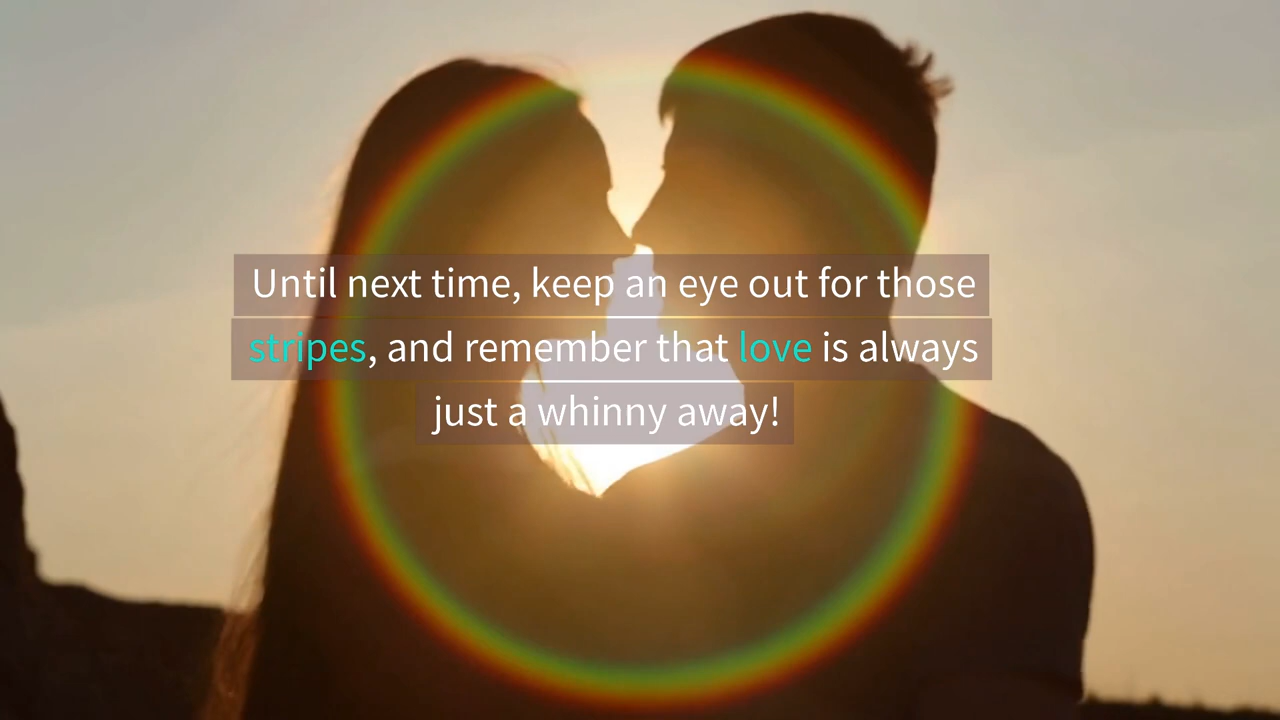 Until next time, keep an eye out for those
stripes, and remember that love is always
just a whinny away!